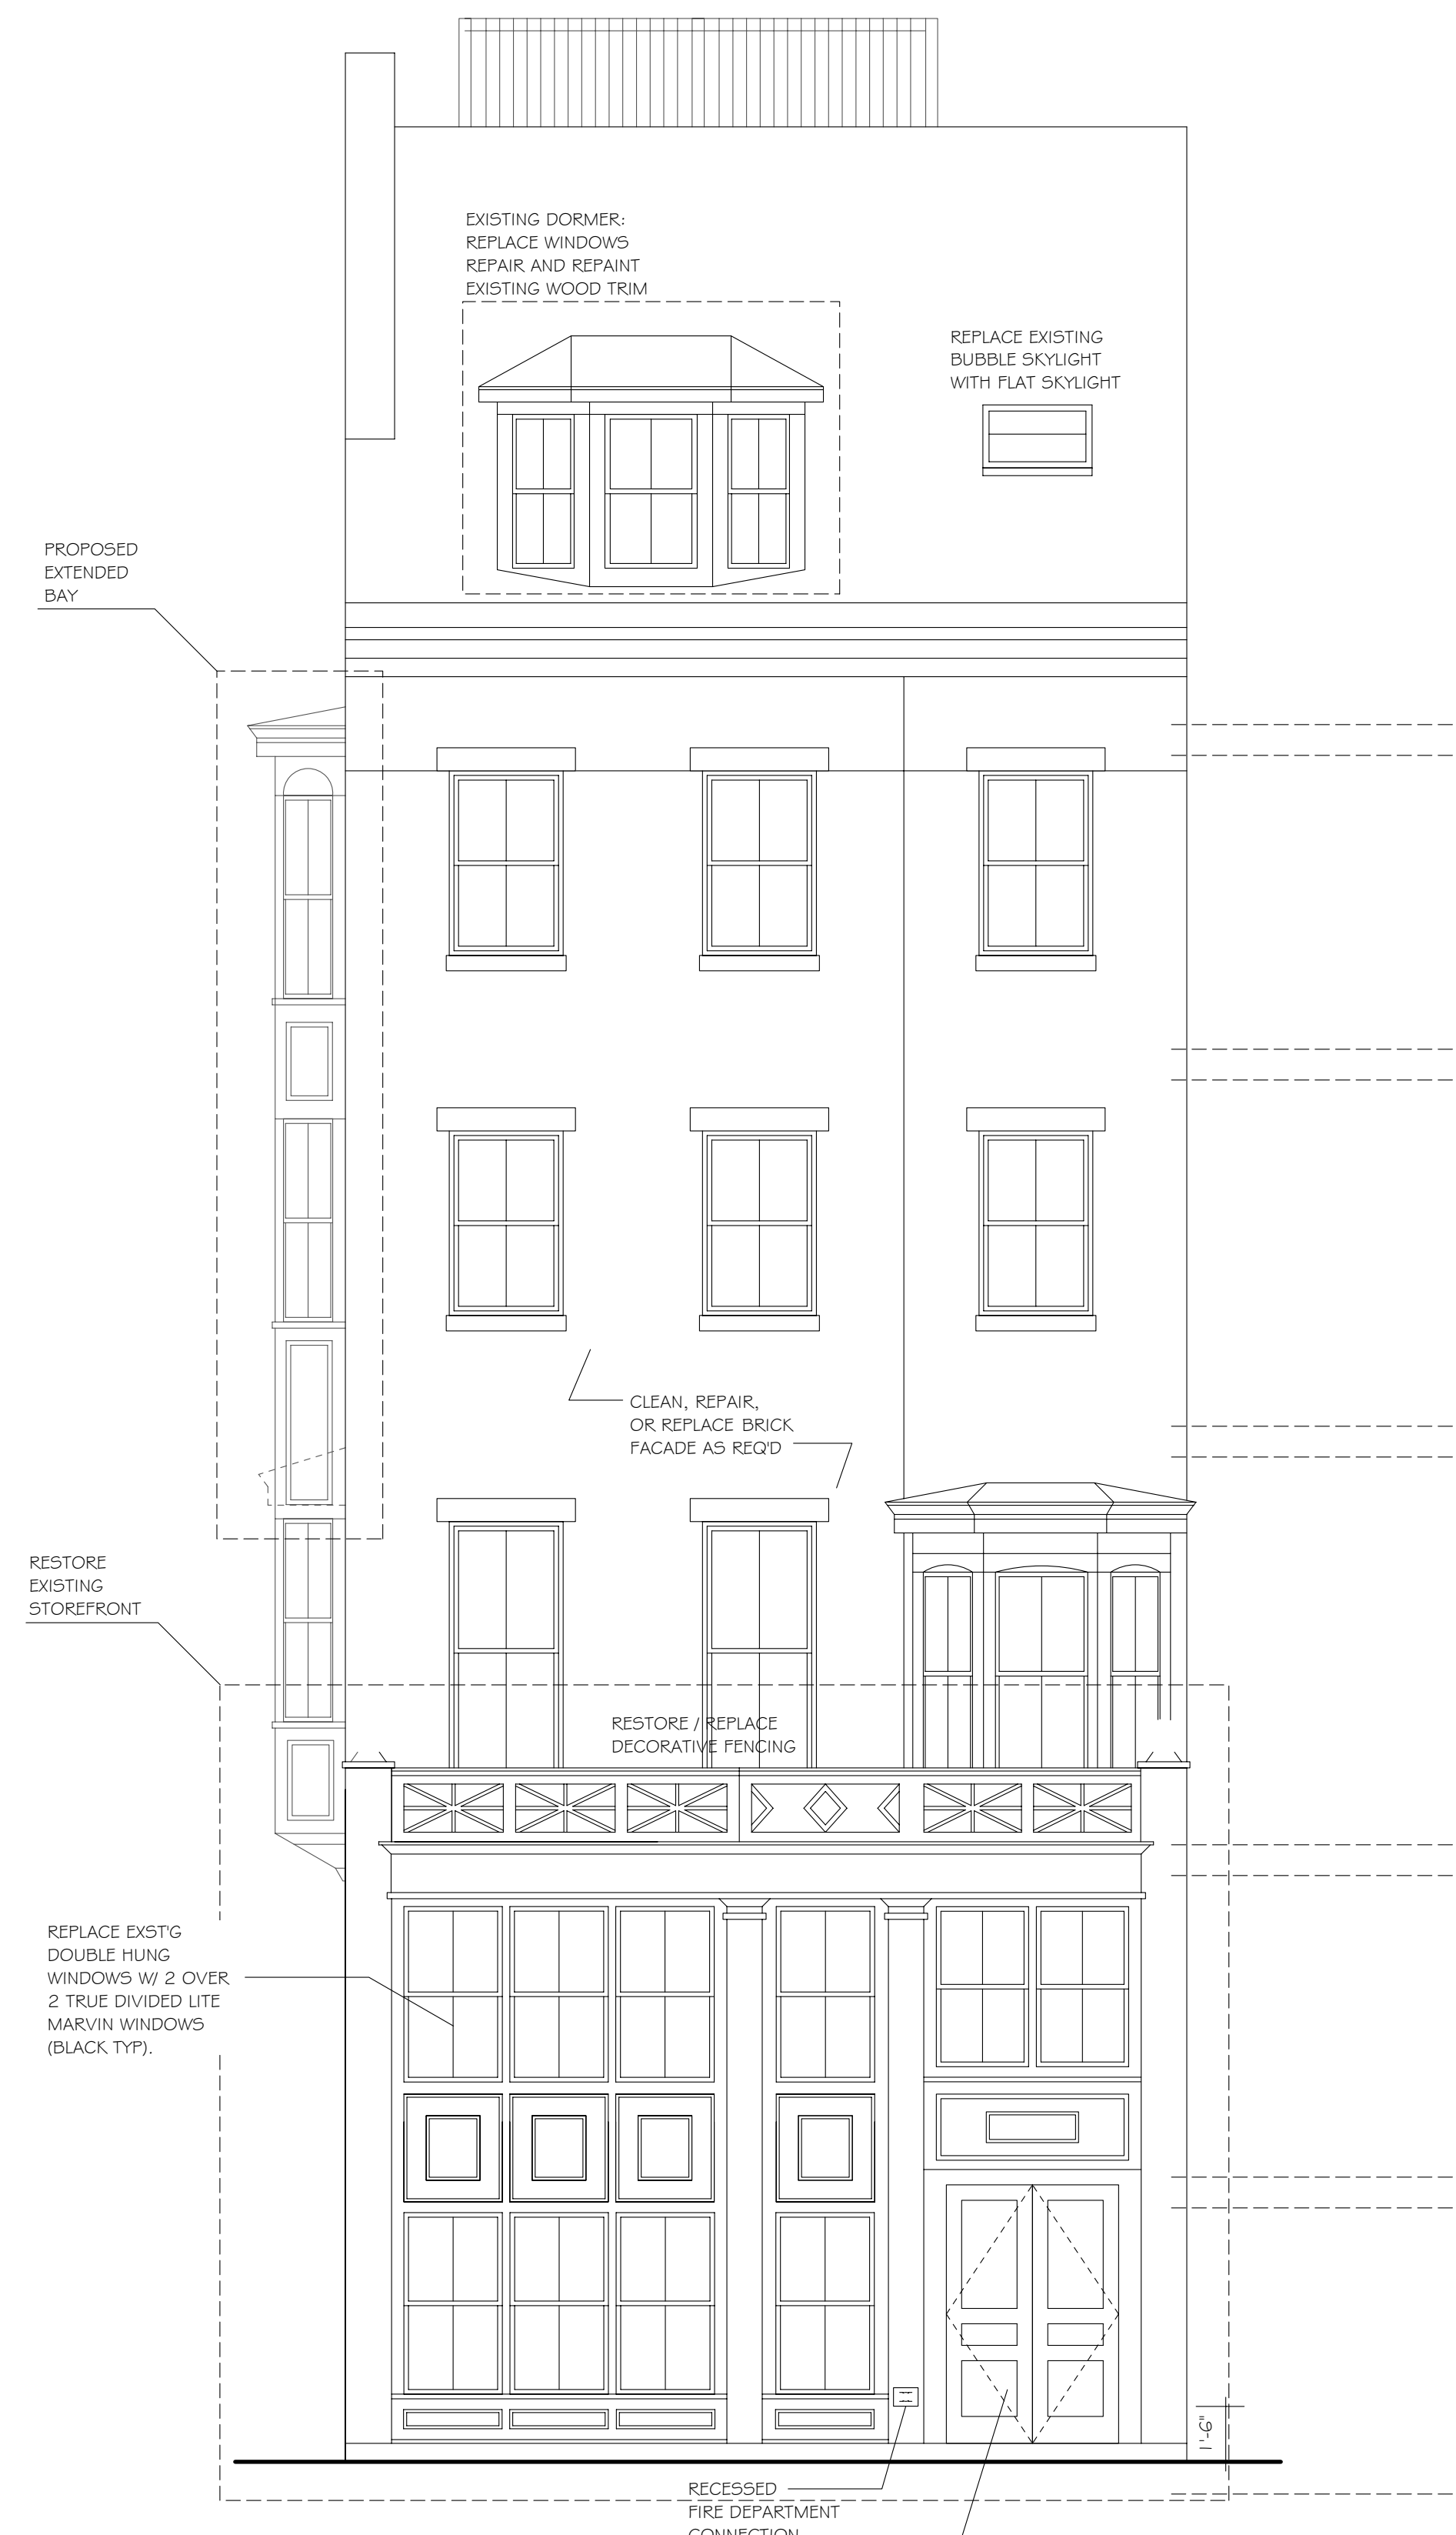 EXISTING DORMER:
REPLACE WINDOWS
REPAIR AND REPAINT
EXISTING WOOD TRIM
REPLACE EXISTING
BUBBLE SKYLIGHT
WITH FLAT SKYLIGHT
PROPOSED
EXTENDED
BAY
CLEAN, REPAIR,
OR REPLACE BRICK
FACADE AS REQ'D
RESTORE
EXISTING
STOREFRONT
RESTORE / REPLACE
DECORATIVE FENCING
REPLACE EXST'G
DOUBLE HUNG
WINDOWS W/ 2 OVER
2 TRUE DIVIDED LITE
MARVIN WINDOWS
(BLACK TYP).
1'-6"
RECESSED
FIRE DEPARTMENT
CONNECTION